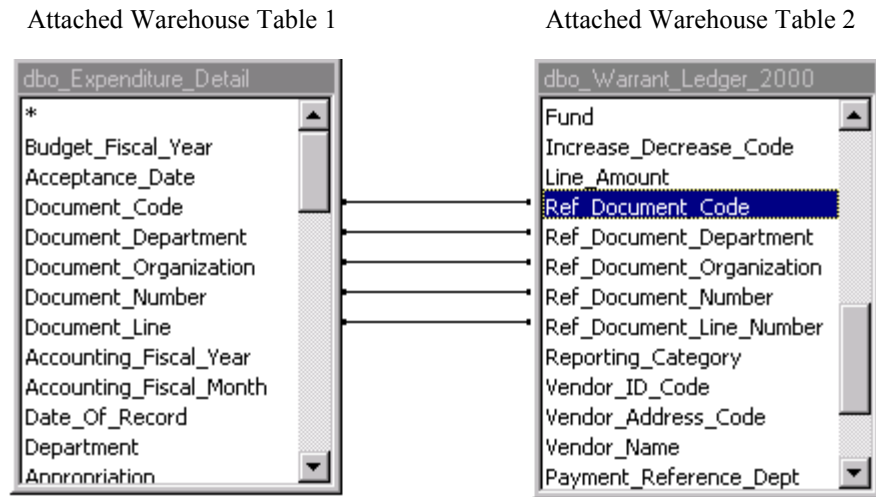 Attached Warehouse Table 1
Attached Warehouse Table 2
dbo_Expenditure_Detail
*
Budget_Fiscal_Year
Acceptance_Date
Document_Code
Document_Department
Document_Organization
Document_Number
Document_Line
Accounting_Fiscal_Year
Accounting_Fiscal_Month
Date_Of_Record
Department
Appropriation
dbo_Warrant_Ledger_2000
Fund
Increase_Decrease_Code
Line_Amount
Ref_Document_Code
Ref_Document_Department
Ref_Document_Organization
Ref_Document_Number
Ref_Document_Line_Number
Reporting_Category
Vendor_ID_Code
Vendor_Address_Code
Vendor_Name
Payment_Reference_Dept